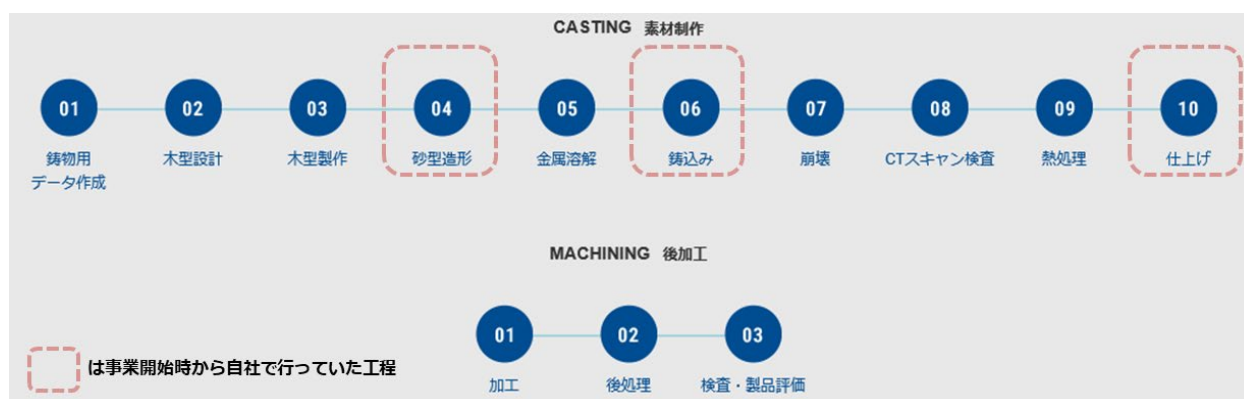 CASTING 素材制作
01 02 03 04 05 06 07 08 09 10
鋳物用
データ作成
木型設計
木型製作
砂型造形
金属溶解
鋳込み
崩壊
CTスキャン検査
熱処理
仕上げ
MACHINING 後加工
01 02 03
加工
後処理
検査・製品評価
は事業開始時から自社で行っていた工程